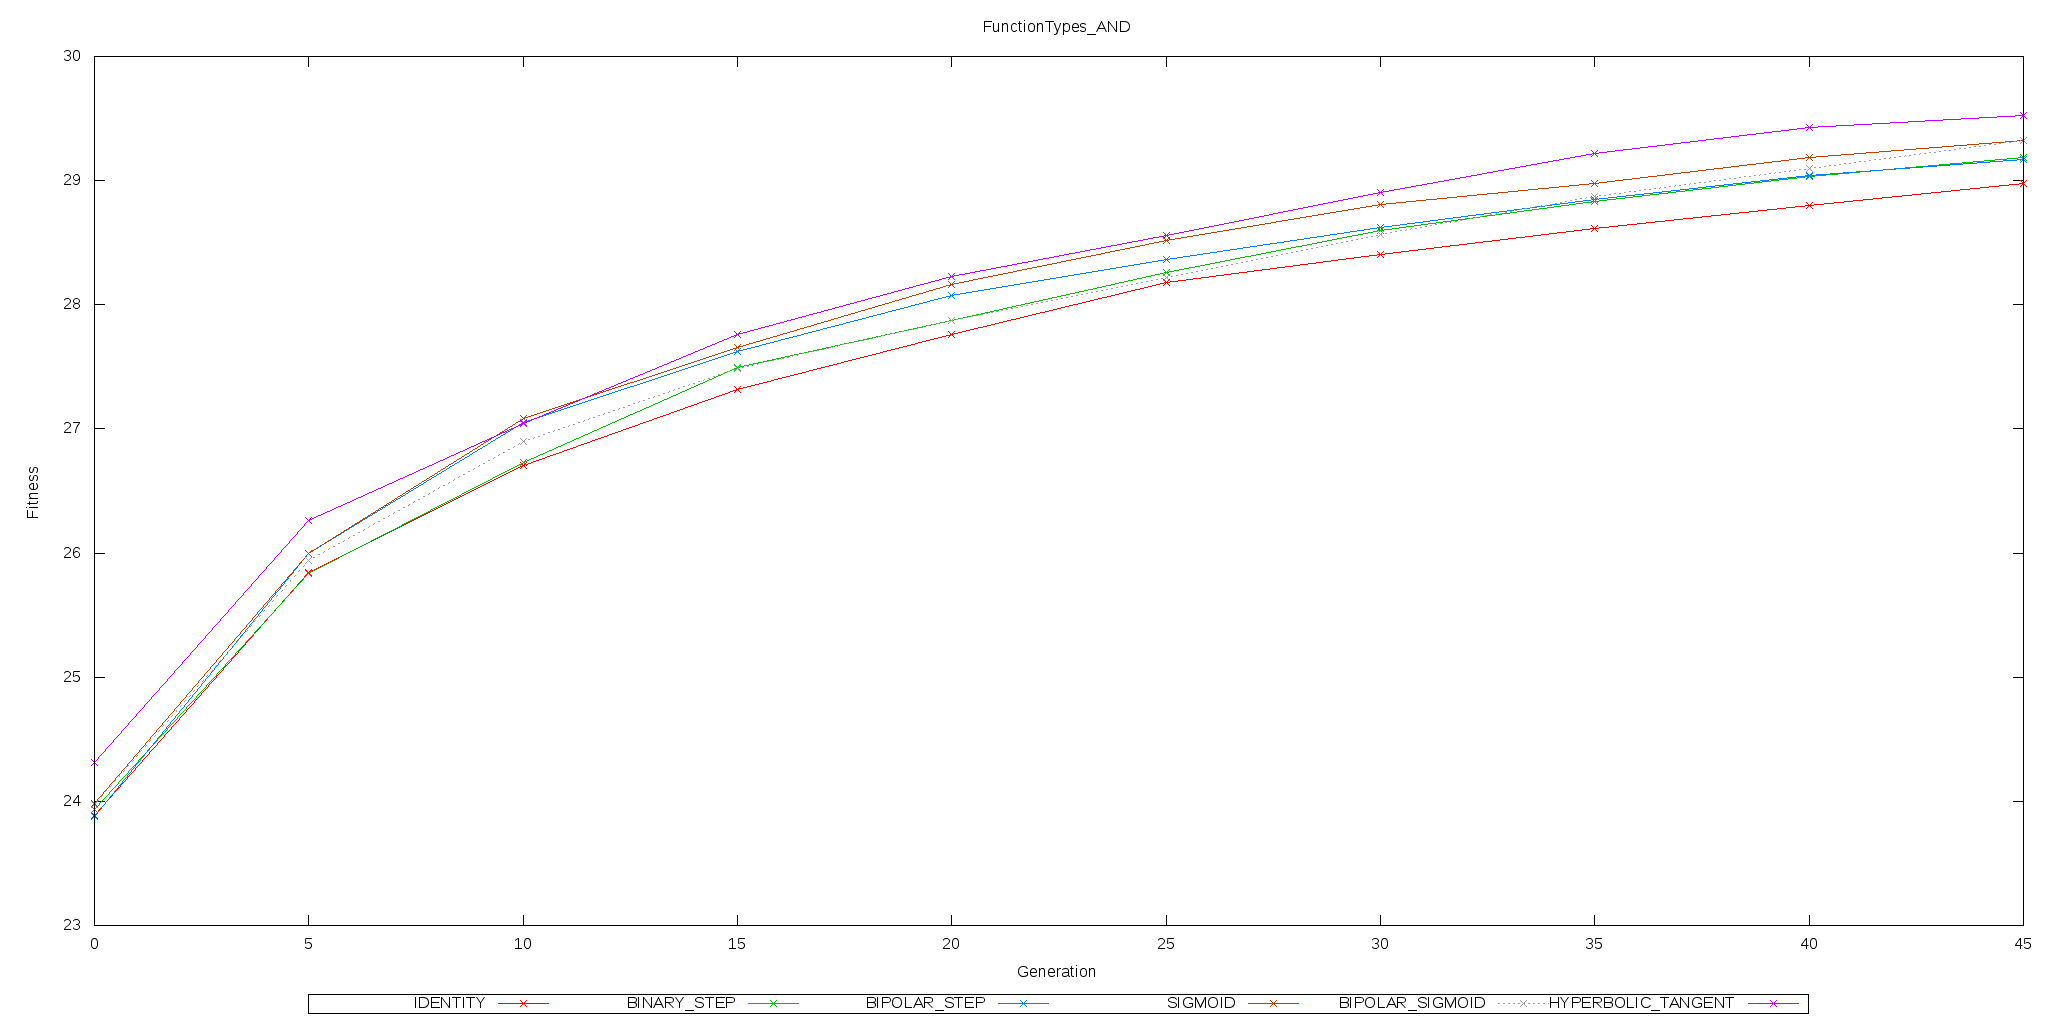 FunctionTypes_AND
30
29
28
27
26
25
24
23
Fitness
0 5 10 15 20 25 30 35 40 45
Generation
IDENTITY BINARY_STEP BIPOLAR_STEP SIGMOID BIPOLAR_SIGMOID HYPERBOLIC_TANGENT